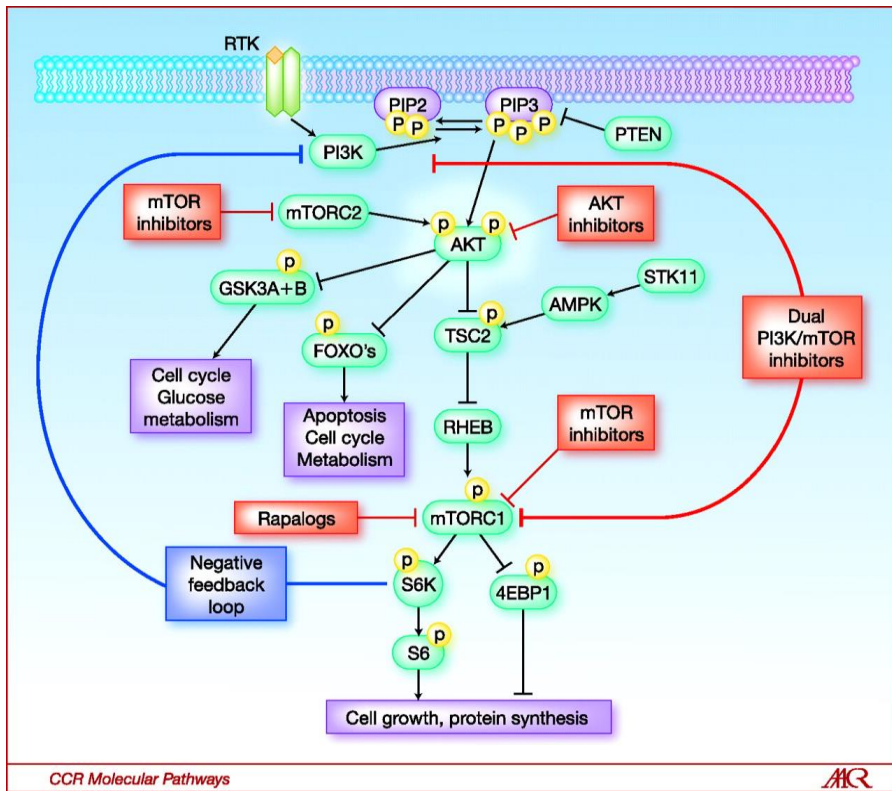 RTK
PIP2
PIP3
P P
P P P
PTEN
PI3K
mTOR
inhibitors
mTORC2
p
p
AKT
AKT
inhibitors
p
GSK3A+B
STK11
AMPK
p
FOXO's
p
TSC2
Dual
PI3K/mTOR
inhibitors
Cell cycle
Glucose
metabolism
Apoptosis
Cell cycle
Metabolism
RHEB
mTOR
inhibitors
p
Rapalogs
mTORC1
Negative
feedback
loop
p
S6K
p
4EBP1
p
S6
Cell growth, protein synthesis
CCR Molecular Pathways
AACR